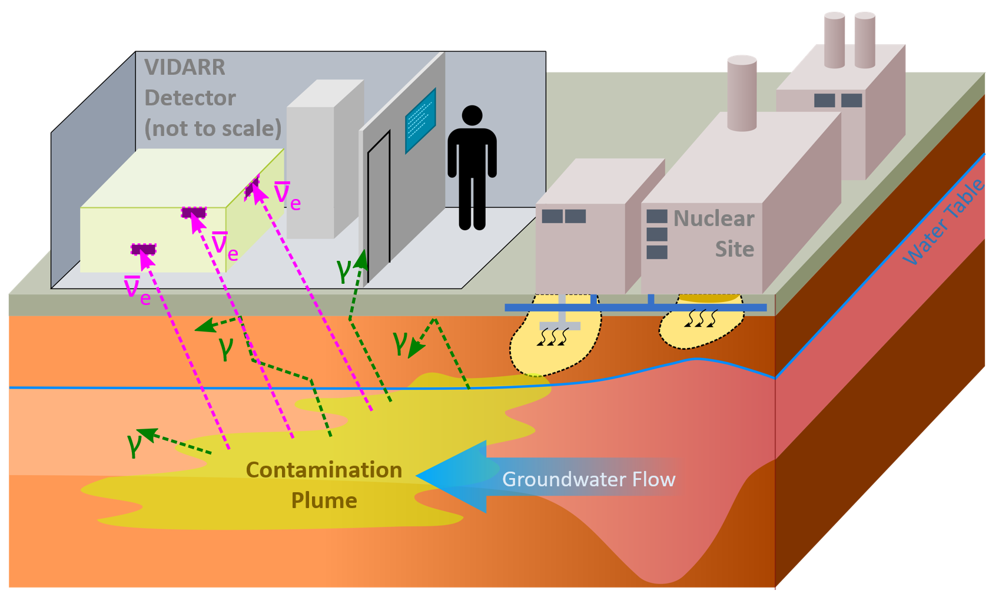 VIDARR
Detector
(not to scale)
ν̅e
ν̅e
ν̅e
γ
γ
γ
γ
Nuclear
Site
Water Table
Contamination
Plume
Groundwater Flow